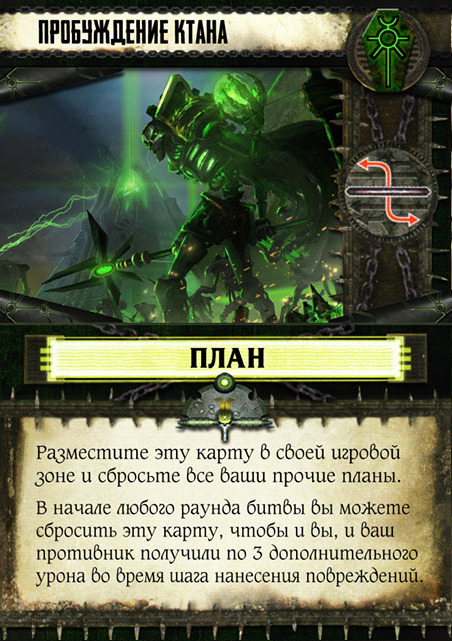 ПРОБУЖДЕНИЕ КТАНА
ПЛАН
Разместите эту карту в своей игровой
зоне и сбросьте все ваши прочие планы.
В начале любого раунда битвы вы можете
сбросить эту карту, чтобы и вы, и ваш
противник получили по 3 дополнительного
урона во время шага нанесения повреждений.